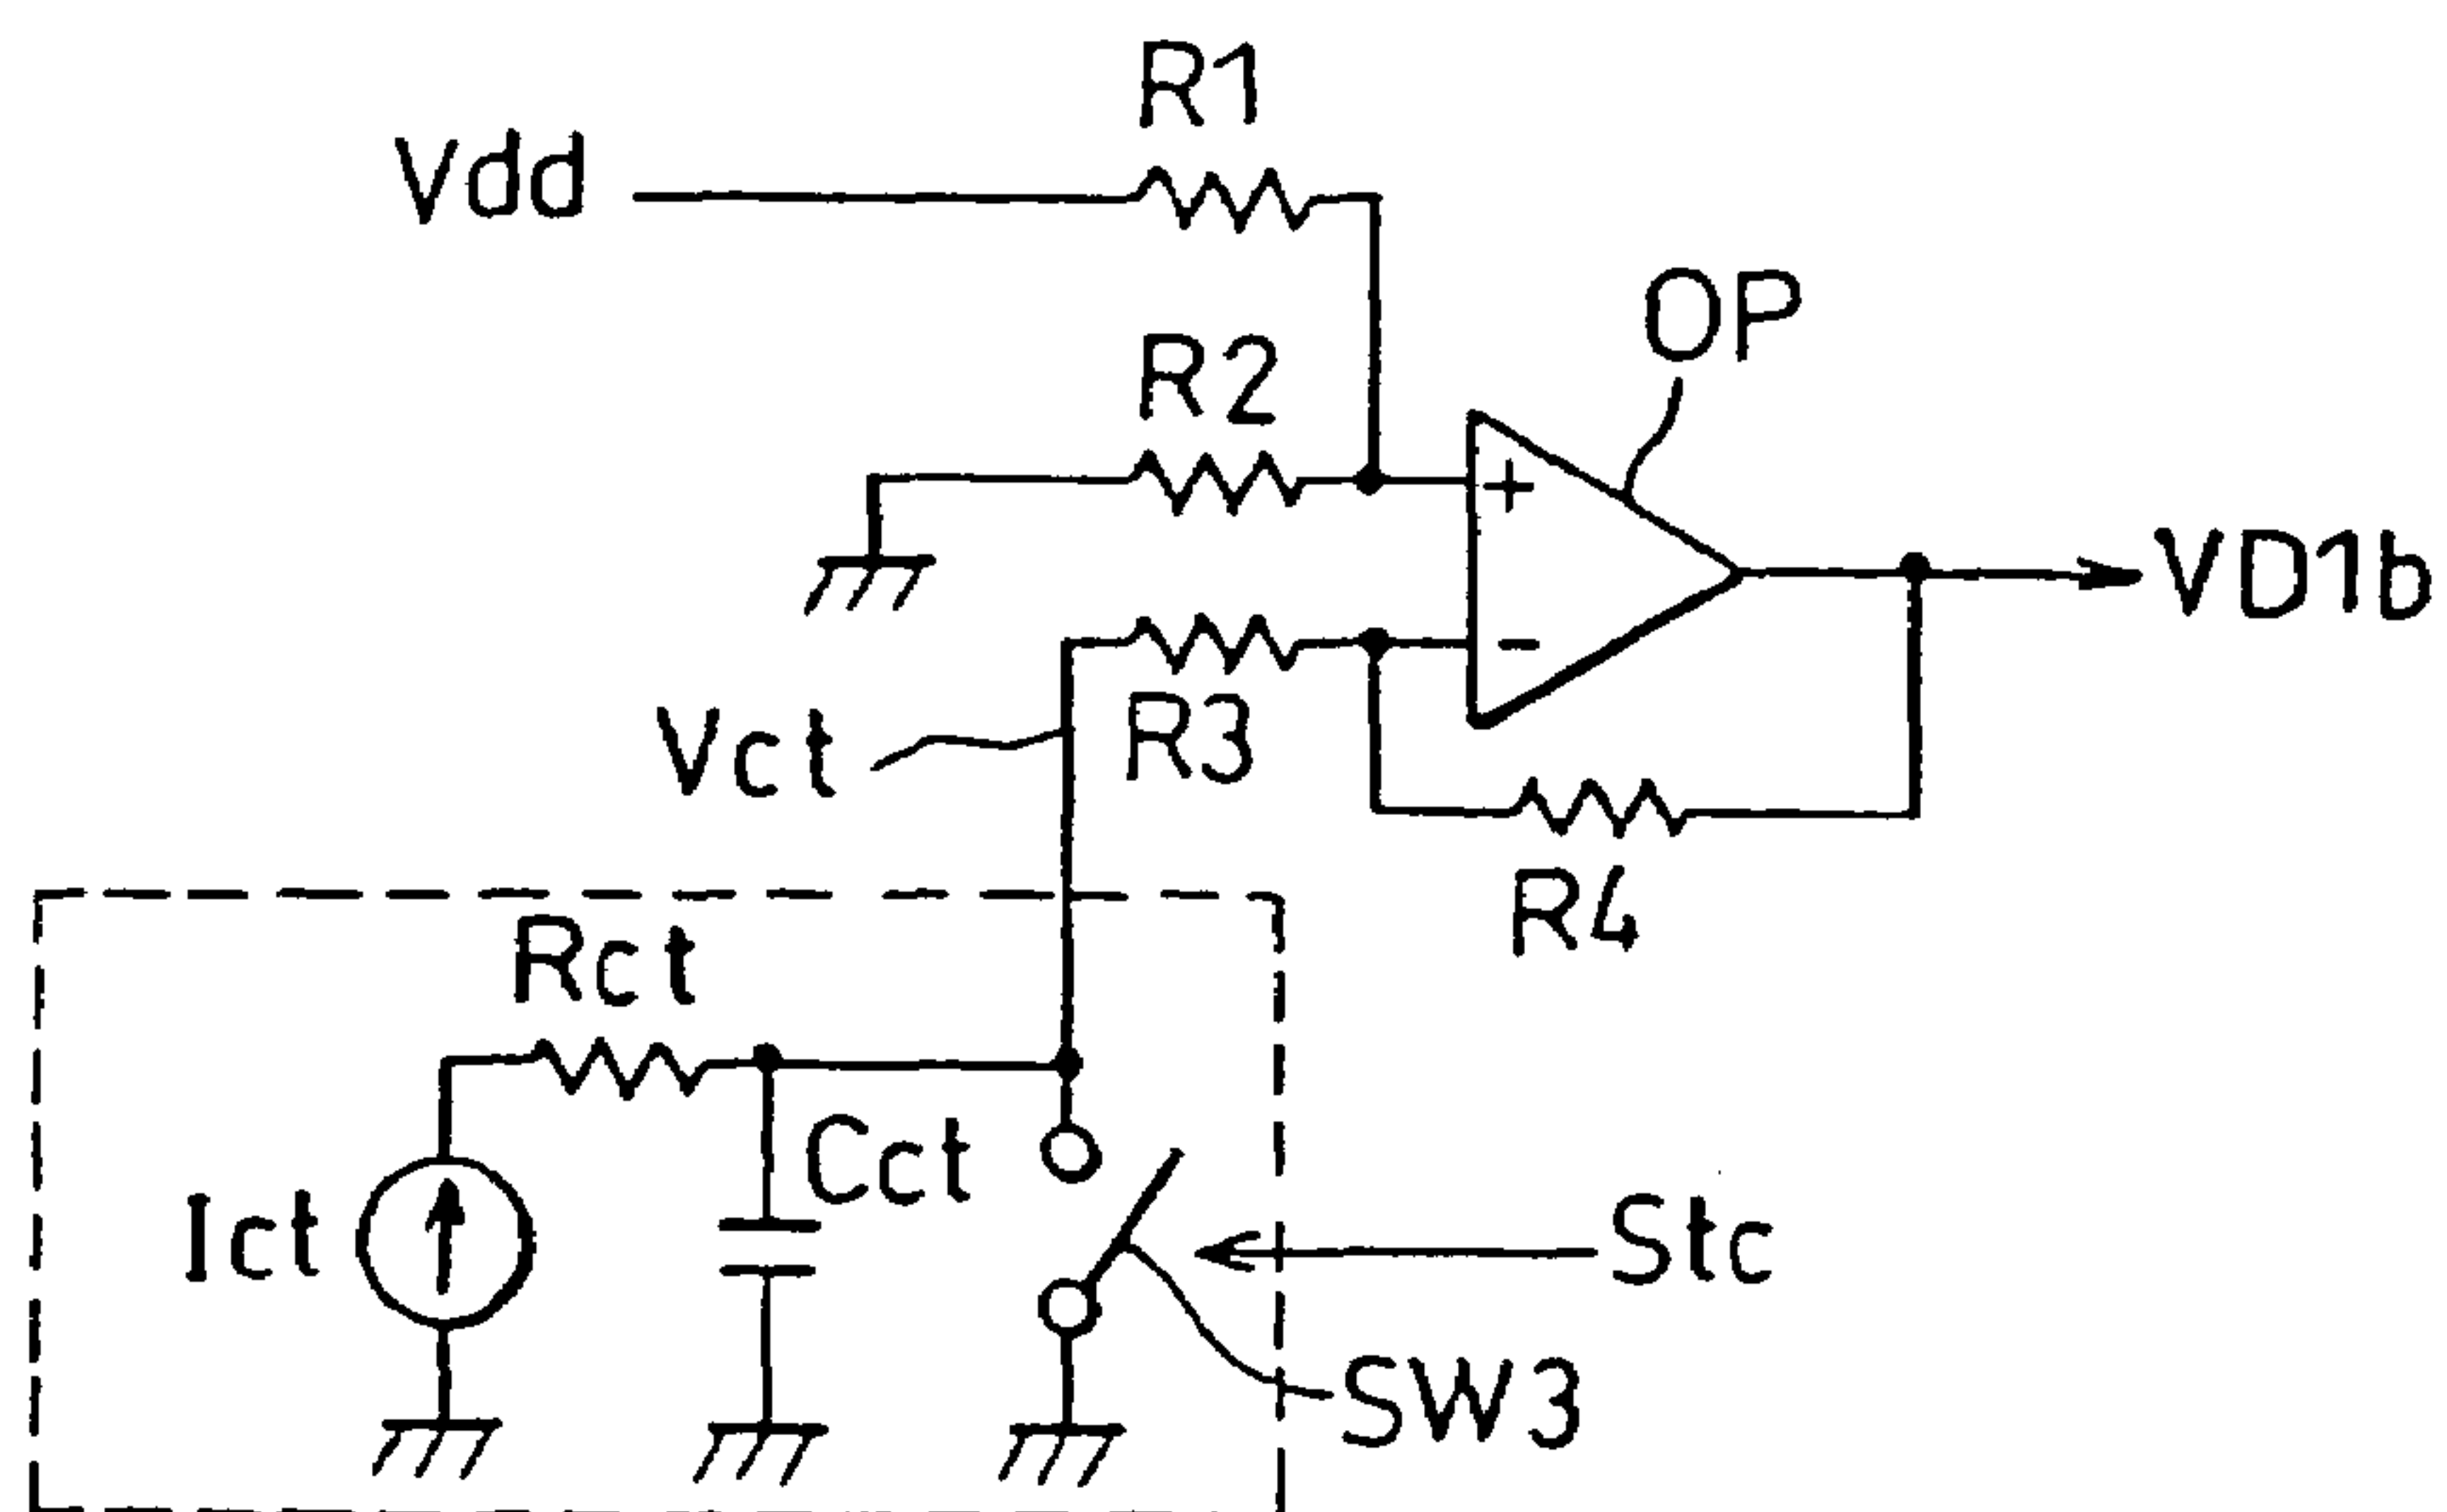 R1
Vdd
OP
R2
+
VD1b
-
R3
Vct
R4
Rct
Cct
Ict
Stc
SW3